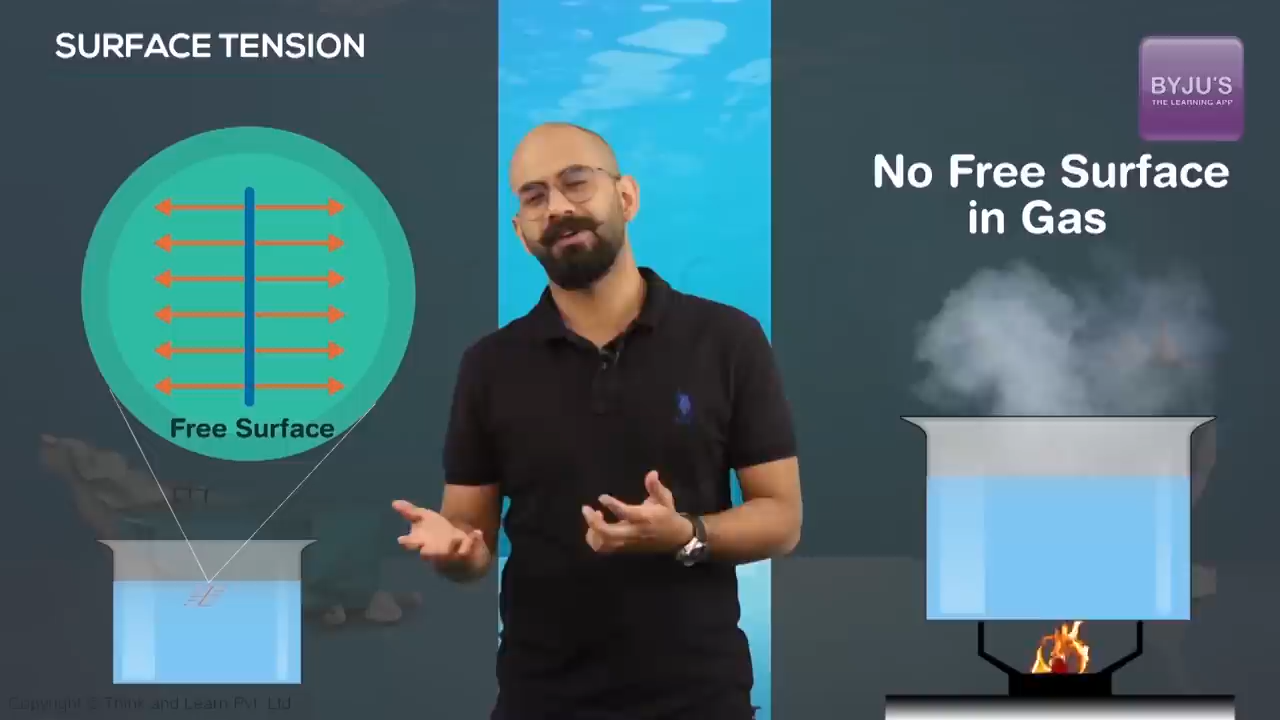 SURFACE TENSION
BYJU'S
THE LEARNING APP
No Free Surface
in Gas
Free Surface
Copyright © Think and Learn Pvt. Ltd.